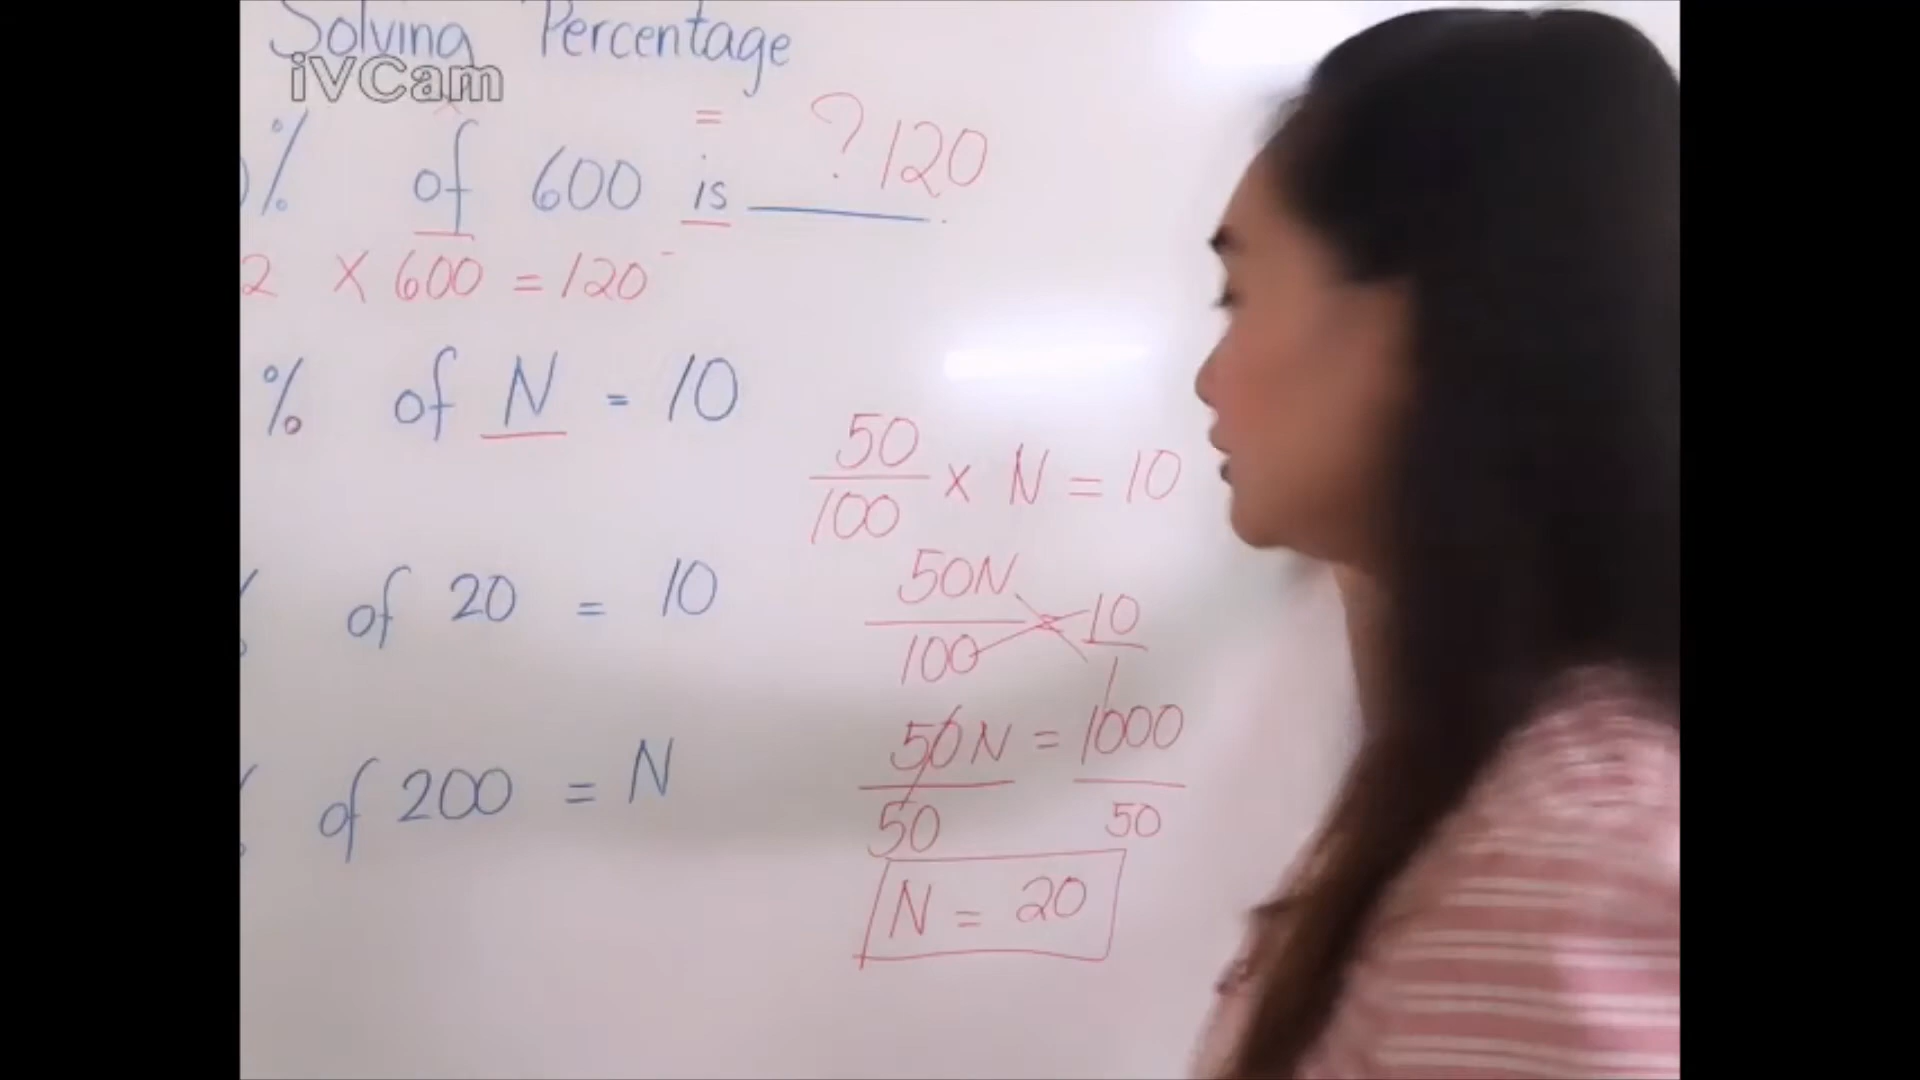 Solving Percentage
iVCam
×
=
% of 600 is ______.
? 120
2 × 600 = 120
% of N = 10
50/100 × N = 10
50N/100 10/1
% of 20 = 10
50N/50 = 1000/50
% of 200 = N
N = 20